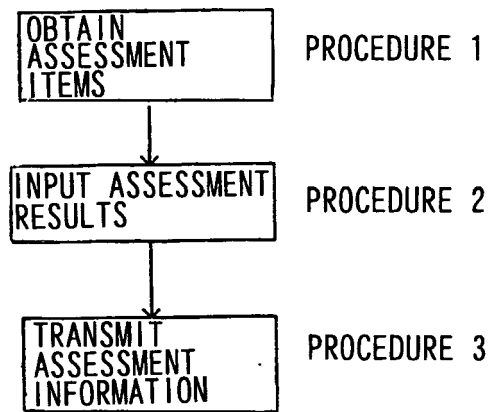 OBTAIN
ASSESSMENT
ITEMS
PROCEDURE 1
INPUT ASSESSMENT
RESULTS
PROCEDURE 2
TRANSMIT
ASSESSMENT
INFORMATION
PROCEDURE 3